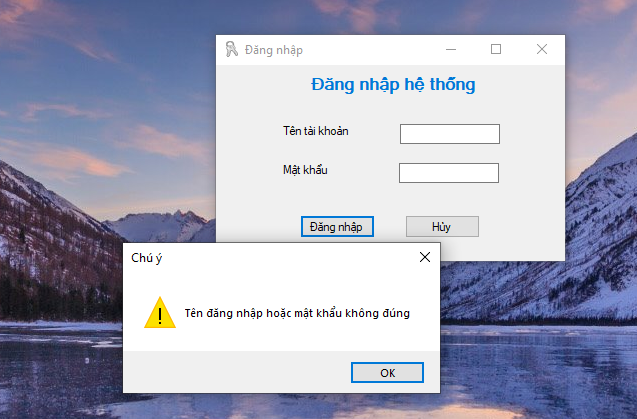 Đăng nhập
Đăng nhập hệ thống
Tên tài khoản
Mật khẩu
Đăng nhập
Hủy
Chú ý
Tên đăng nhập hoặc mật khẩu không đúng
OK